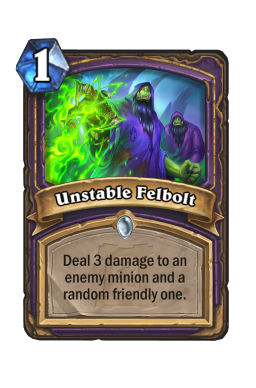 1
Unstable Felbolt
Deal 3 damage to an
enemy minion and a
random friendly one.